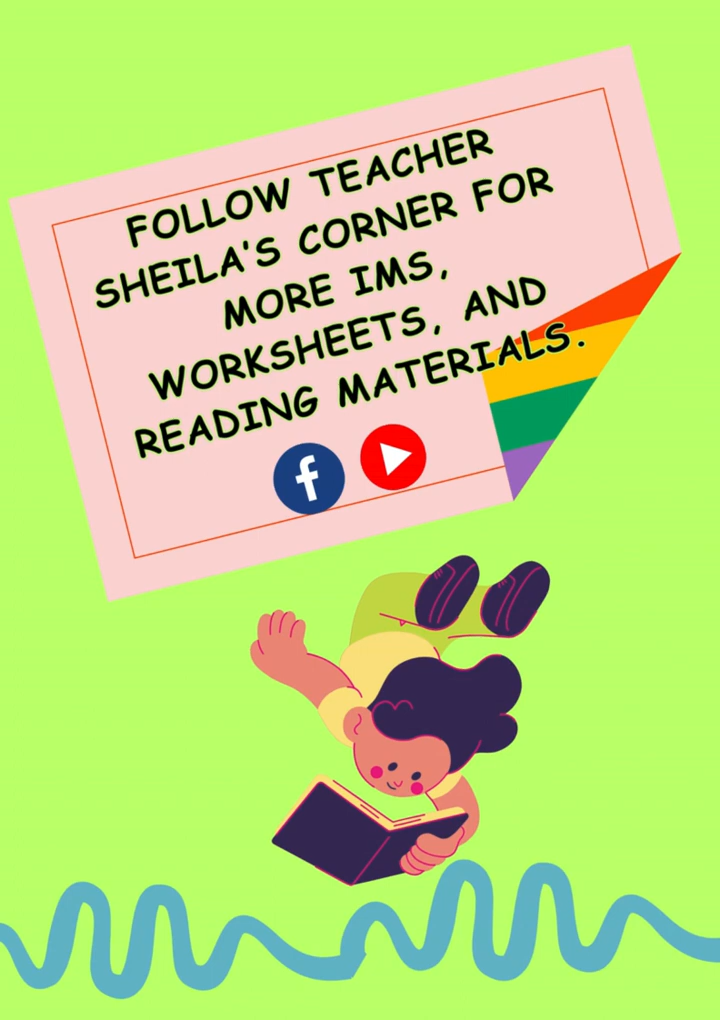 FOLLOW TEACHER
SHEILA'S CORNER FOR
MORE IMS,
WORKSHEETS, AND
READING MATERIALS.